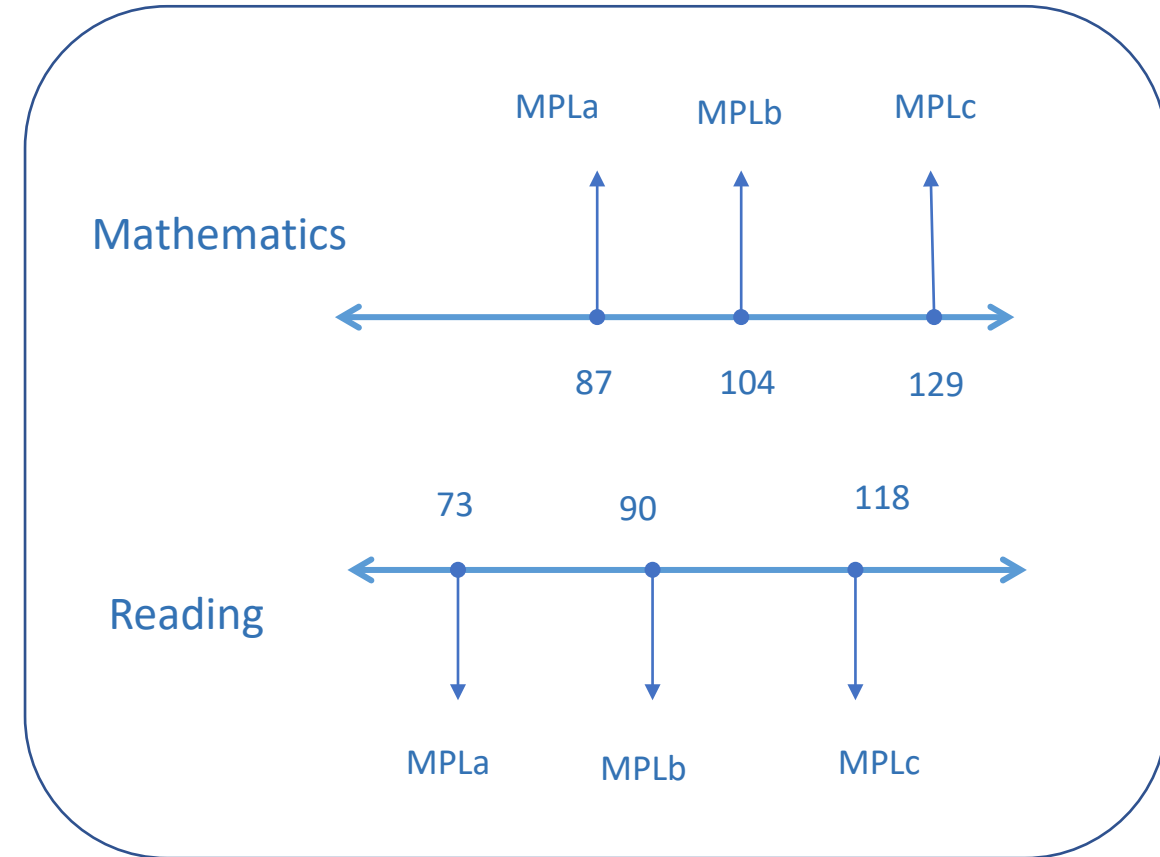 MPLa MPLb MPLc
Mathematics
87 104 129
73 90 118
Reading
MPLa MPLb MPLc